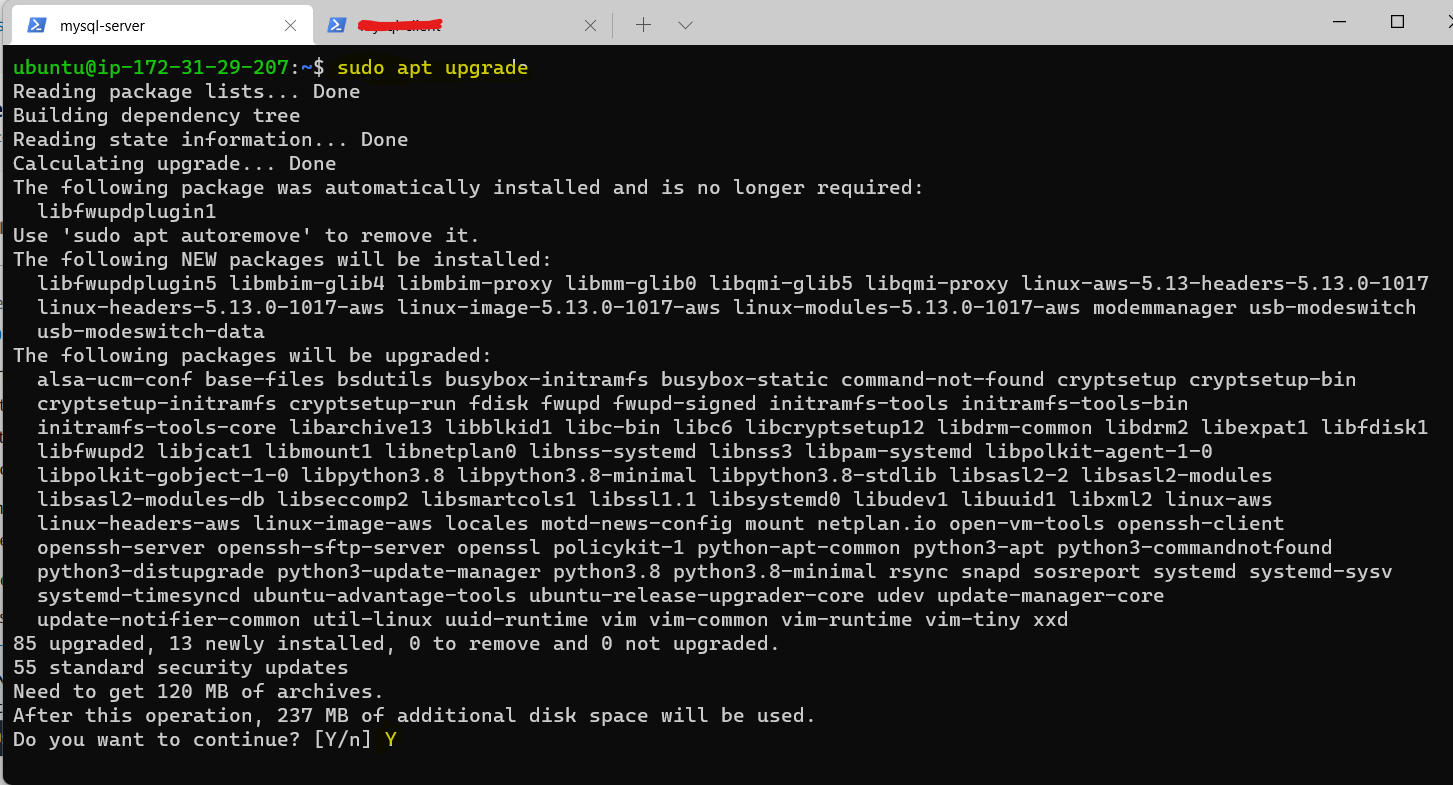 mysql-server
ubuntu@ip-172-31-29-207:~$ sudo apt upgrade
Reading package lists... Done
Building dependency tree
Reading state information... Done
Calculating upgrade... Done
The following package was automatically installed and is no longer required:
libfwupdplugin1
Use 'sudo apt autoremove' to remove it.
The following NEW packages will be installed:
libfwupdplugin5 libmbim-glib4 libmbim-proxy libmm-glib0 libqmi-glib5 libqmi-proxy linux-aws-5.13-headers-5.13.0-1017
linux-headers-5.13.0-1017-aws linux-image-5.13.0-1017-aws linux-modules-5.13.0-1017-aws modemmanager usb-modeswitch
usb-modeswitch-data
The following packages will be upgraded:
alsa-ucm-conf base-files bsdutils busybox-initramfs busybox-static command-not-found cryptsetup cryptsetup-bin
cryptsetup-initramfs cryptsetup-run fdisk fwupd fwupd-signed initramfs-tools initramfs-tools-bin
initramfs-tools-core libarchive13 libblkid1 libc-bin libc6 libcryptsetup12 libdrm-common libdrm2 libexpat1 libfdisk1
libfwupd2 libjcat1 libmount1 libnetplan0 libnss-systemd libnss3 libpam-systemd libpolkit-agent-1-0
libpolkit-gobject-1-0 libpython3.8 libpython3.8-minimal libpython3.8-stdlib libsasl2-2 libsasl2-modules
libsasl2-modules-db libseccomp2 libsmartcols1 libssl1.1 libsystemd0 libudev1 libuuid1 libxml2 linux-aws
linux-headers-aws linux-image-aws locales motd-news-config mount netplan.io open-vm-tools openssh-client
openssh-server openssh-sftp-server openssl policykit-1 python-apt-common python3-apt python3-commandnotfound
python3-distupgrade python3-update-manager python3.8 python3.8-minimal rsync snapd sosreport systemd systemd-sysv
systemd-timesyncd ubuntu-advantage-tools ubuntu-release-upgrader-core udev update-manager-core
update-notifier-common util-linux uuid-runtime vim vim-common vim-runtime vim-tiny xxd
85 upgraded, 13 newly installed, 0 to remove and 0 not upgraded.
55 standard security updates
Need to get 120 MB of archives.
After this operation, 237 MB of additional disk space will be used.
Do you want to continue? [Y/n] Y